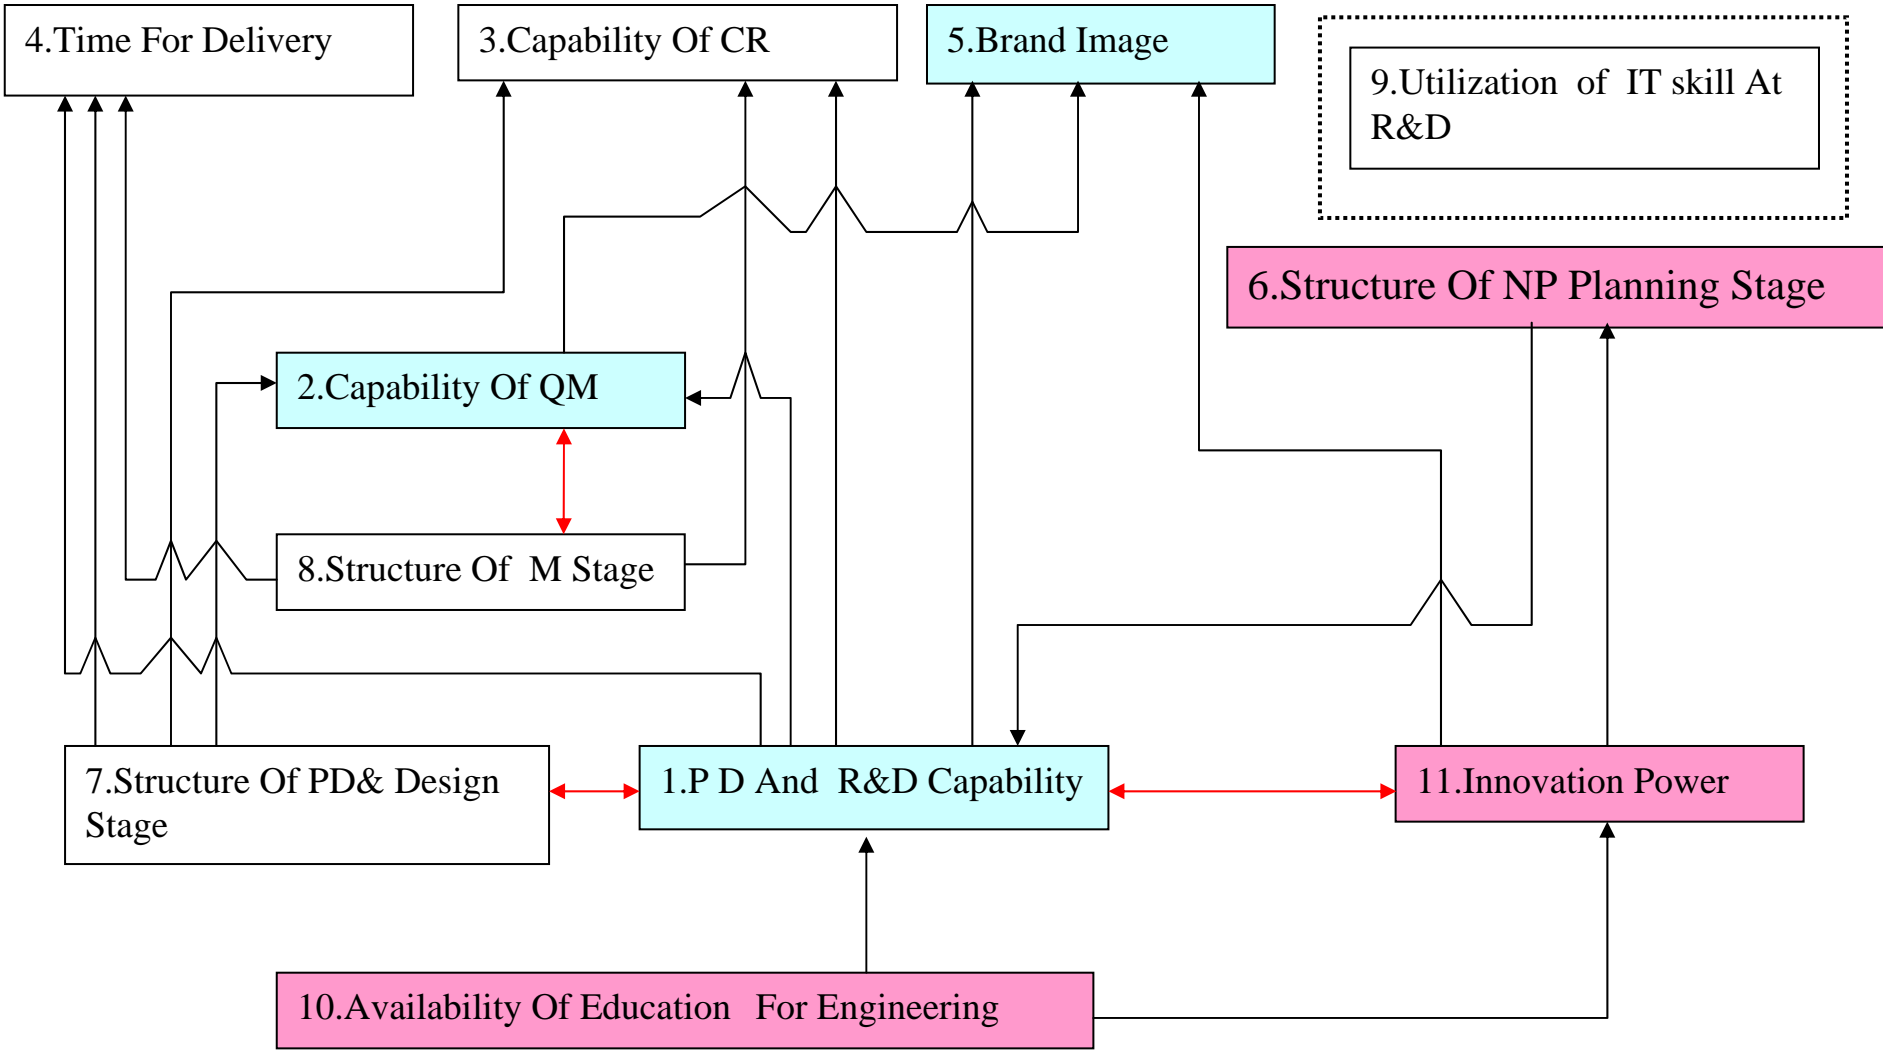 4.Time For Delivery
3.Capability Of CR
5.Brand Image
9.Utilization of IT skill At
R&D
6.Structure Of NP Planning Stage
2.Capability Of QM
8.Structure Of M Stage
7.Structure Of PD& Design
Stage
1.P D And R&D Capability
11.Innovation Power
10.Availability Of Education For Engineering